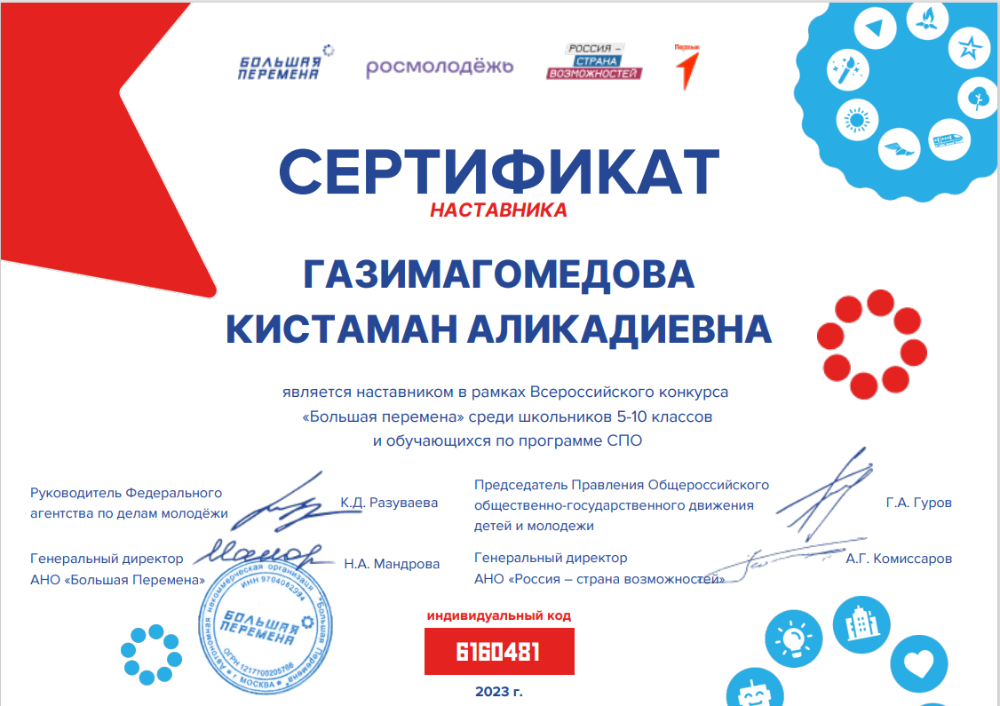 БОЛЬШАЯ
ПЕРЕМЕНА
росмолодёжь
РОССИЯ –
СТРАНА
ВОЗМОЖНОСТЕЙ
Первые
СЕРТИФИКАТ
НАСТАВНИКА
ГАЗИМАГОМЕДОВА
КИСТАМАН АЛИКАДИЕВНА
является наставником в рамках Всероссийского конкурса
«Большая перемена» среди школьников 5-10 классов
и обучающихся по программе СПО
Руководитель Федерального
агентства по делам молодёжи
К.Д. Разуваева
Председатель Правления Общероссийского
общественно-государственного движения
детей и молодежи
Г.А. Гуров
Генеральный директор
АНО «Большая Перемена»
Н.А. Мандрова
Генеральный директор
АНО «Россия – страна возможностей»
А.Г. Комиссаров
Автономная некоммерческая организация "Большая Перемена"
г МОСКВА
ИНН 9704062994
БОЛЬШАЯ
ПЕРЕМЕНА
ОГРН 1217700205766
индивидуальный код
6160481
2023 г.